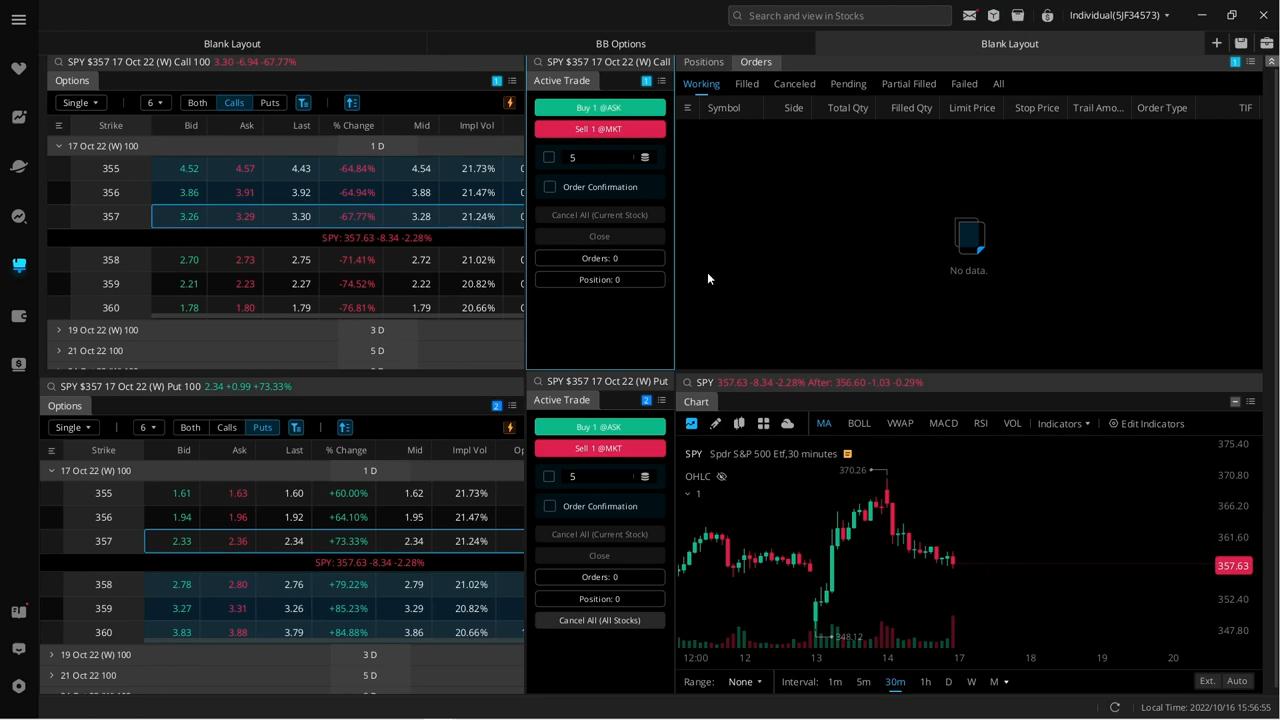 Search and view in Stocks
Individual(5JF34573)
Blank Layout
BB Options
Blank Layout
SPY $357 17 Oct 22 (W) Call 100 3.30 -6.94 -67.77%
Options 1
Single 6 Both Calls Puts
Strike Bid Ask Last % Change Mid Impl Vol
17 Oct 22 (W) 100 1 D
355 4.52 4.57 4.43 -64.84% 4.54 21.73%
356 3.86 3.91 3.92 -64.94% 3.88 21.47%
357 3.26 3.29 3.30 -67.77% 3.28 21.24%
SPY: 357.63 -8.34 -2.28%
358 2.70 2.73 2.75 -71.41% 2.72 21.02%
359 2.21 2.23 2.27 -74.52% 2.22 20.82%
360 1.78 1.80 1.79 -76.81% 1.79 20.66%
19 Oct 22 (W) 100 3 D
21 Oct 22 100 5 D
SPY $357 17 Oct 22 (W) Call
Active Trade 1
Buy 1 @ASK
Sell 1 @MKT
5
Order Confirmation
Cancel All (Current Stock)
Close
Orders: 0
Position: 0
Positions Orders 1
Working Filled Canceled Pending Partial Filled Failed All
Symbol Side Total Qty Filled Qty Limit Price Stop Price Trail Amo... Order Type TIF
No data.
SPY $357 17 Oct 22 (W) Put 100 2.34 +0.99 +73.33%
Options 2
Single 6 Both Calls Puts
Strike Bid Ask Last % Change Mid Impl Vol Op
17 Oct 22 (W) 100 1 D
355 1.61 1.63 1.60 +60.00% 1.62 21.73%
356 1.94 1.96 1.92 +64.10% 1.95 21.47%
357 2.33 2.36 2.34 +73.33% 2.34 21.24%
SPY: 357.63 -8.34 -2.28%
358 2.78 2.80 2.76 +79.22% 2.79 21.02%
359 3.27 3.31 3.26 +85.23% 3.29 20.82%
360 3.83 3.88 3.79 +84.88% 3.86 20.66%
19 Oct 22 (W) 100 3 D
21 Oct 22 100 5 D
SPY $357 17 Oct 22 (W) Put
Active Trade 2
Buy 1 @ASK
Sell 1 @MKT
5
Order Confirmation
Cancel All (Current Stock)
Close
Orders: 0
Position: 0
Cancel All (All Stocks)
SPY 357.63 -8.34 -2.28% After: 356.60 -1.03 -0.29%
Chart
MA BOLL VWAP MACD RSI VOL Indicators Edit Indicators
SPY Spdr S&P 500 Etf,30 minutes
OHLC
1
370.26
348.12
375.40
370.80
366.20
361.60
357.63
352.40
347.80
12:00 12 13 14 17 18 19 20
Range: None Interval: 1m 5m 30m 1h D W M Ext. Auto
Local Time: 2022/10/16 15:56:55